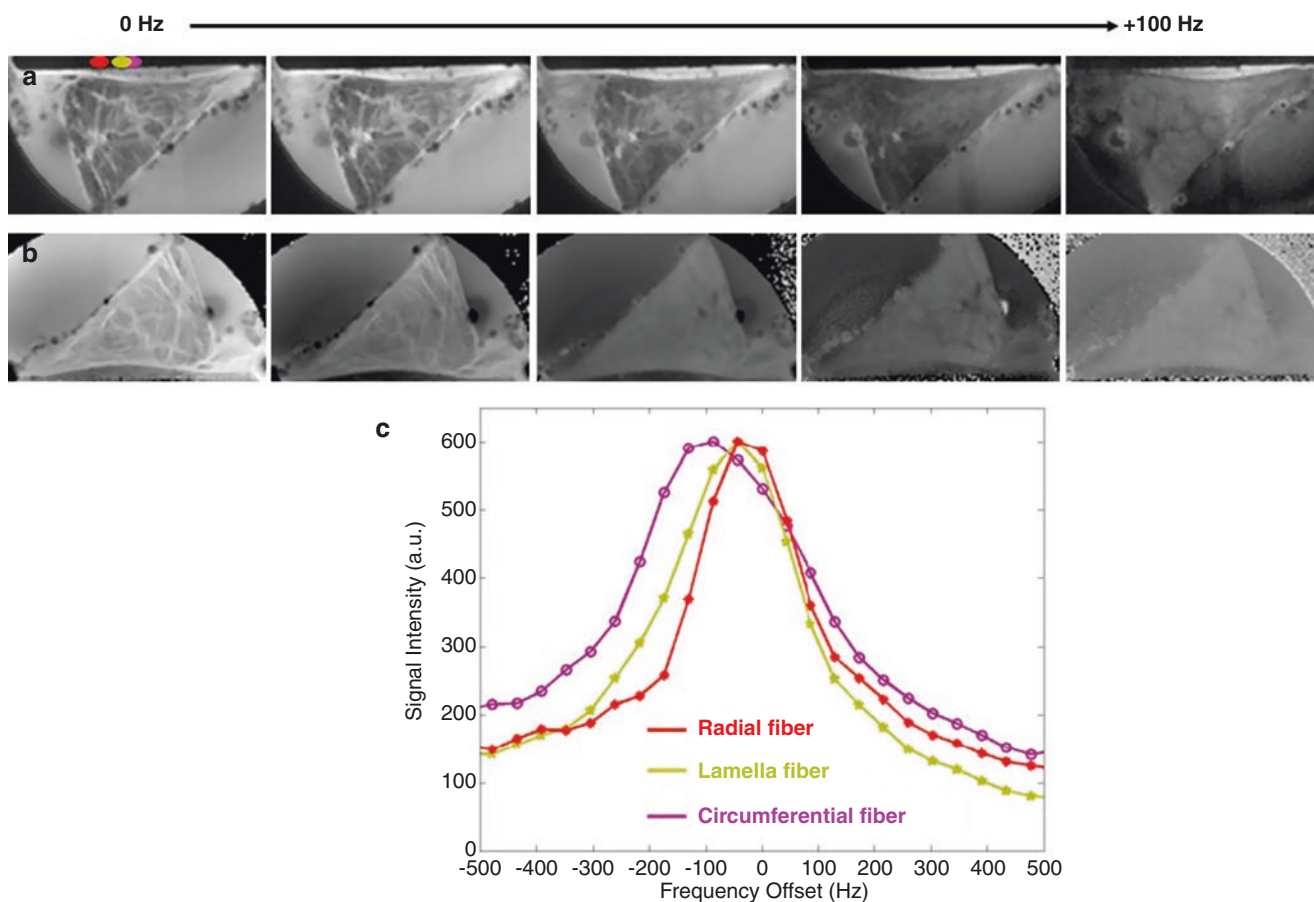 0 Hz +100 Hz
a
b
c
Signal Intensity (a.u.)
600
500
400
300
200
100
0
Radial fiber
Lamella fiber
Circumferential fiber
-500 -400 -300 -200 -100 0 100 200 300 400 500
Frequency Offset (Hz)